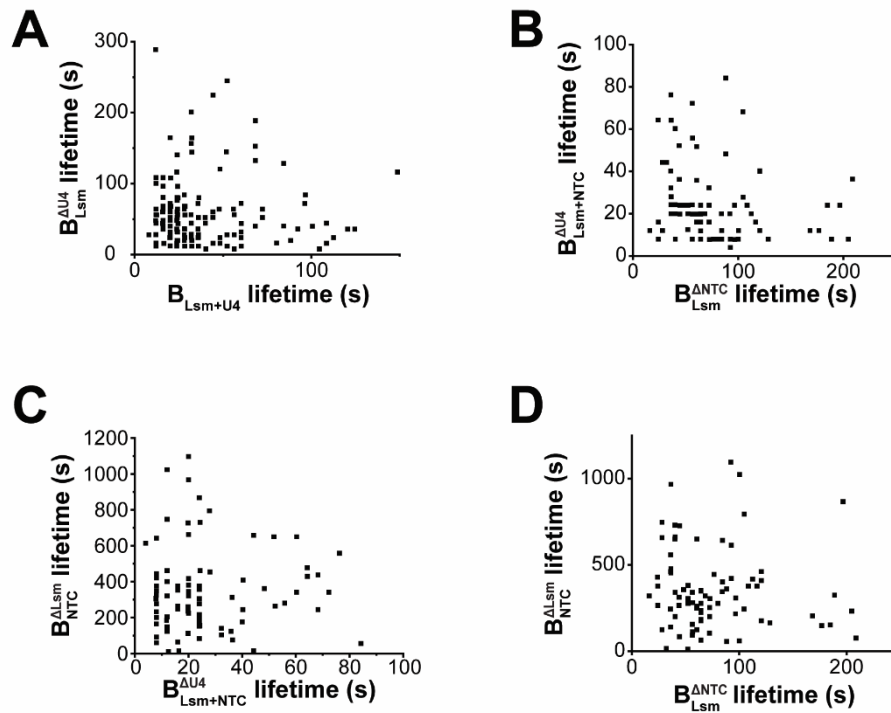 A
B^ΔU4_Lsm lifetime (s)
300
200
100
0
0
100
B_Lsm+U4 lifetime (s)
B
B^ΔU4_Lsm+NTC lifetime (s)
100
80
60
40
20
0
0
100
200
B^ΔNTC_Lsm lifetime (s)
C
B^ΔLsm_NTC lifetime (s)
1200
1000
800
600
400
200
0
0
20
40
60
80
100
B^ΔU4_Lsm+NTC lifetime (s)
D
B^ΔLsm_NTC lifetime (s)
1000
500
0
0
100
200
B^ΔNTC_Lsm lifetime (s)